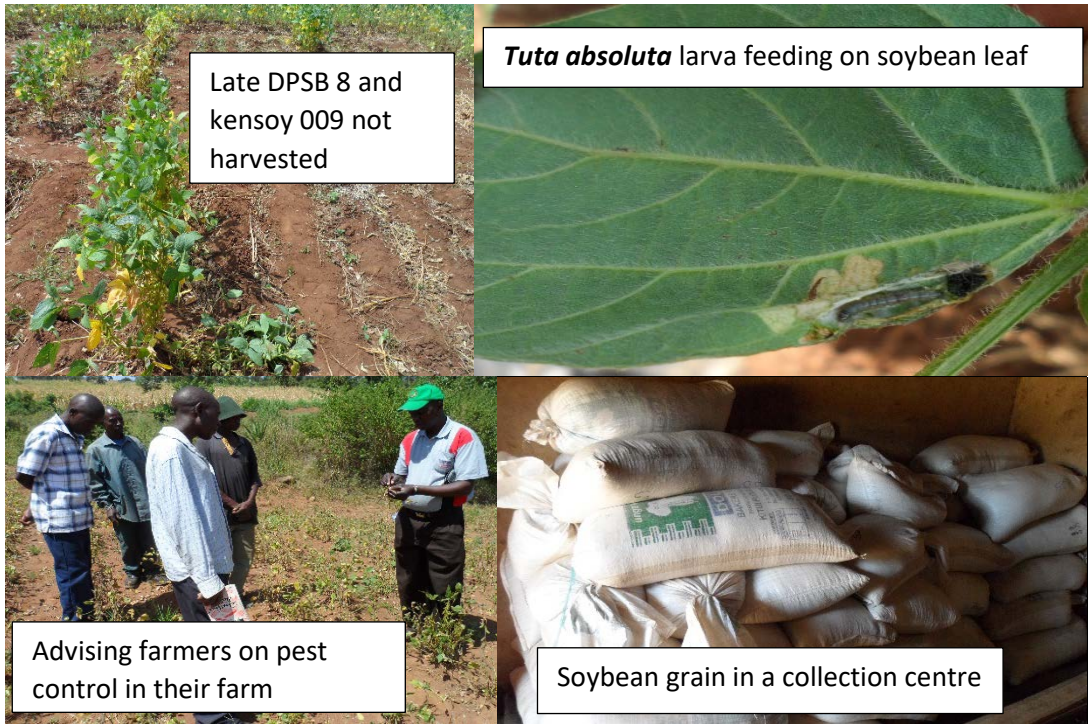 Late DPSB 8 and
kensoy 009 not
harvested
Tuta absoluta larva feeding on soybean leaf
Advising farmers on pest
control in their farm
Soybean grain in a collection centre